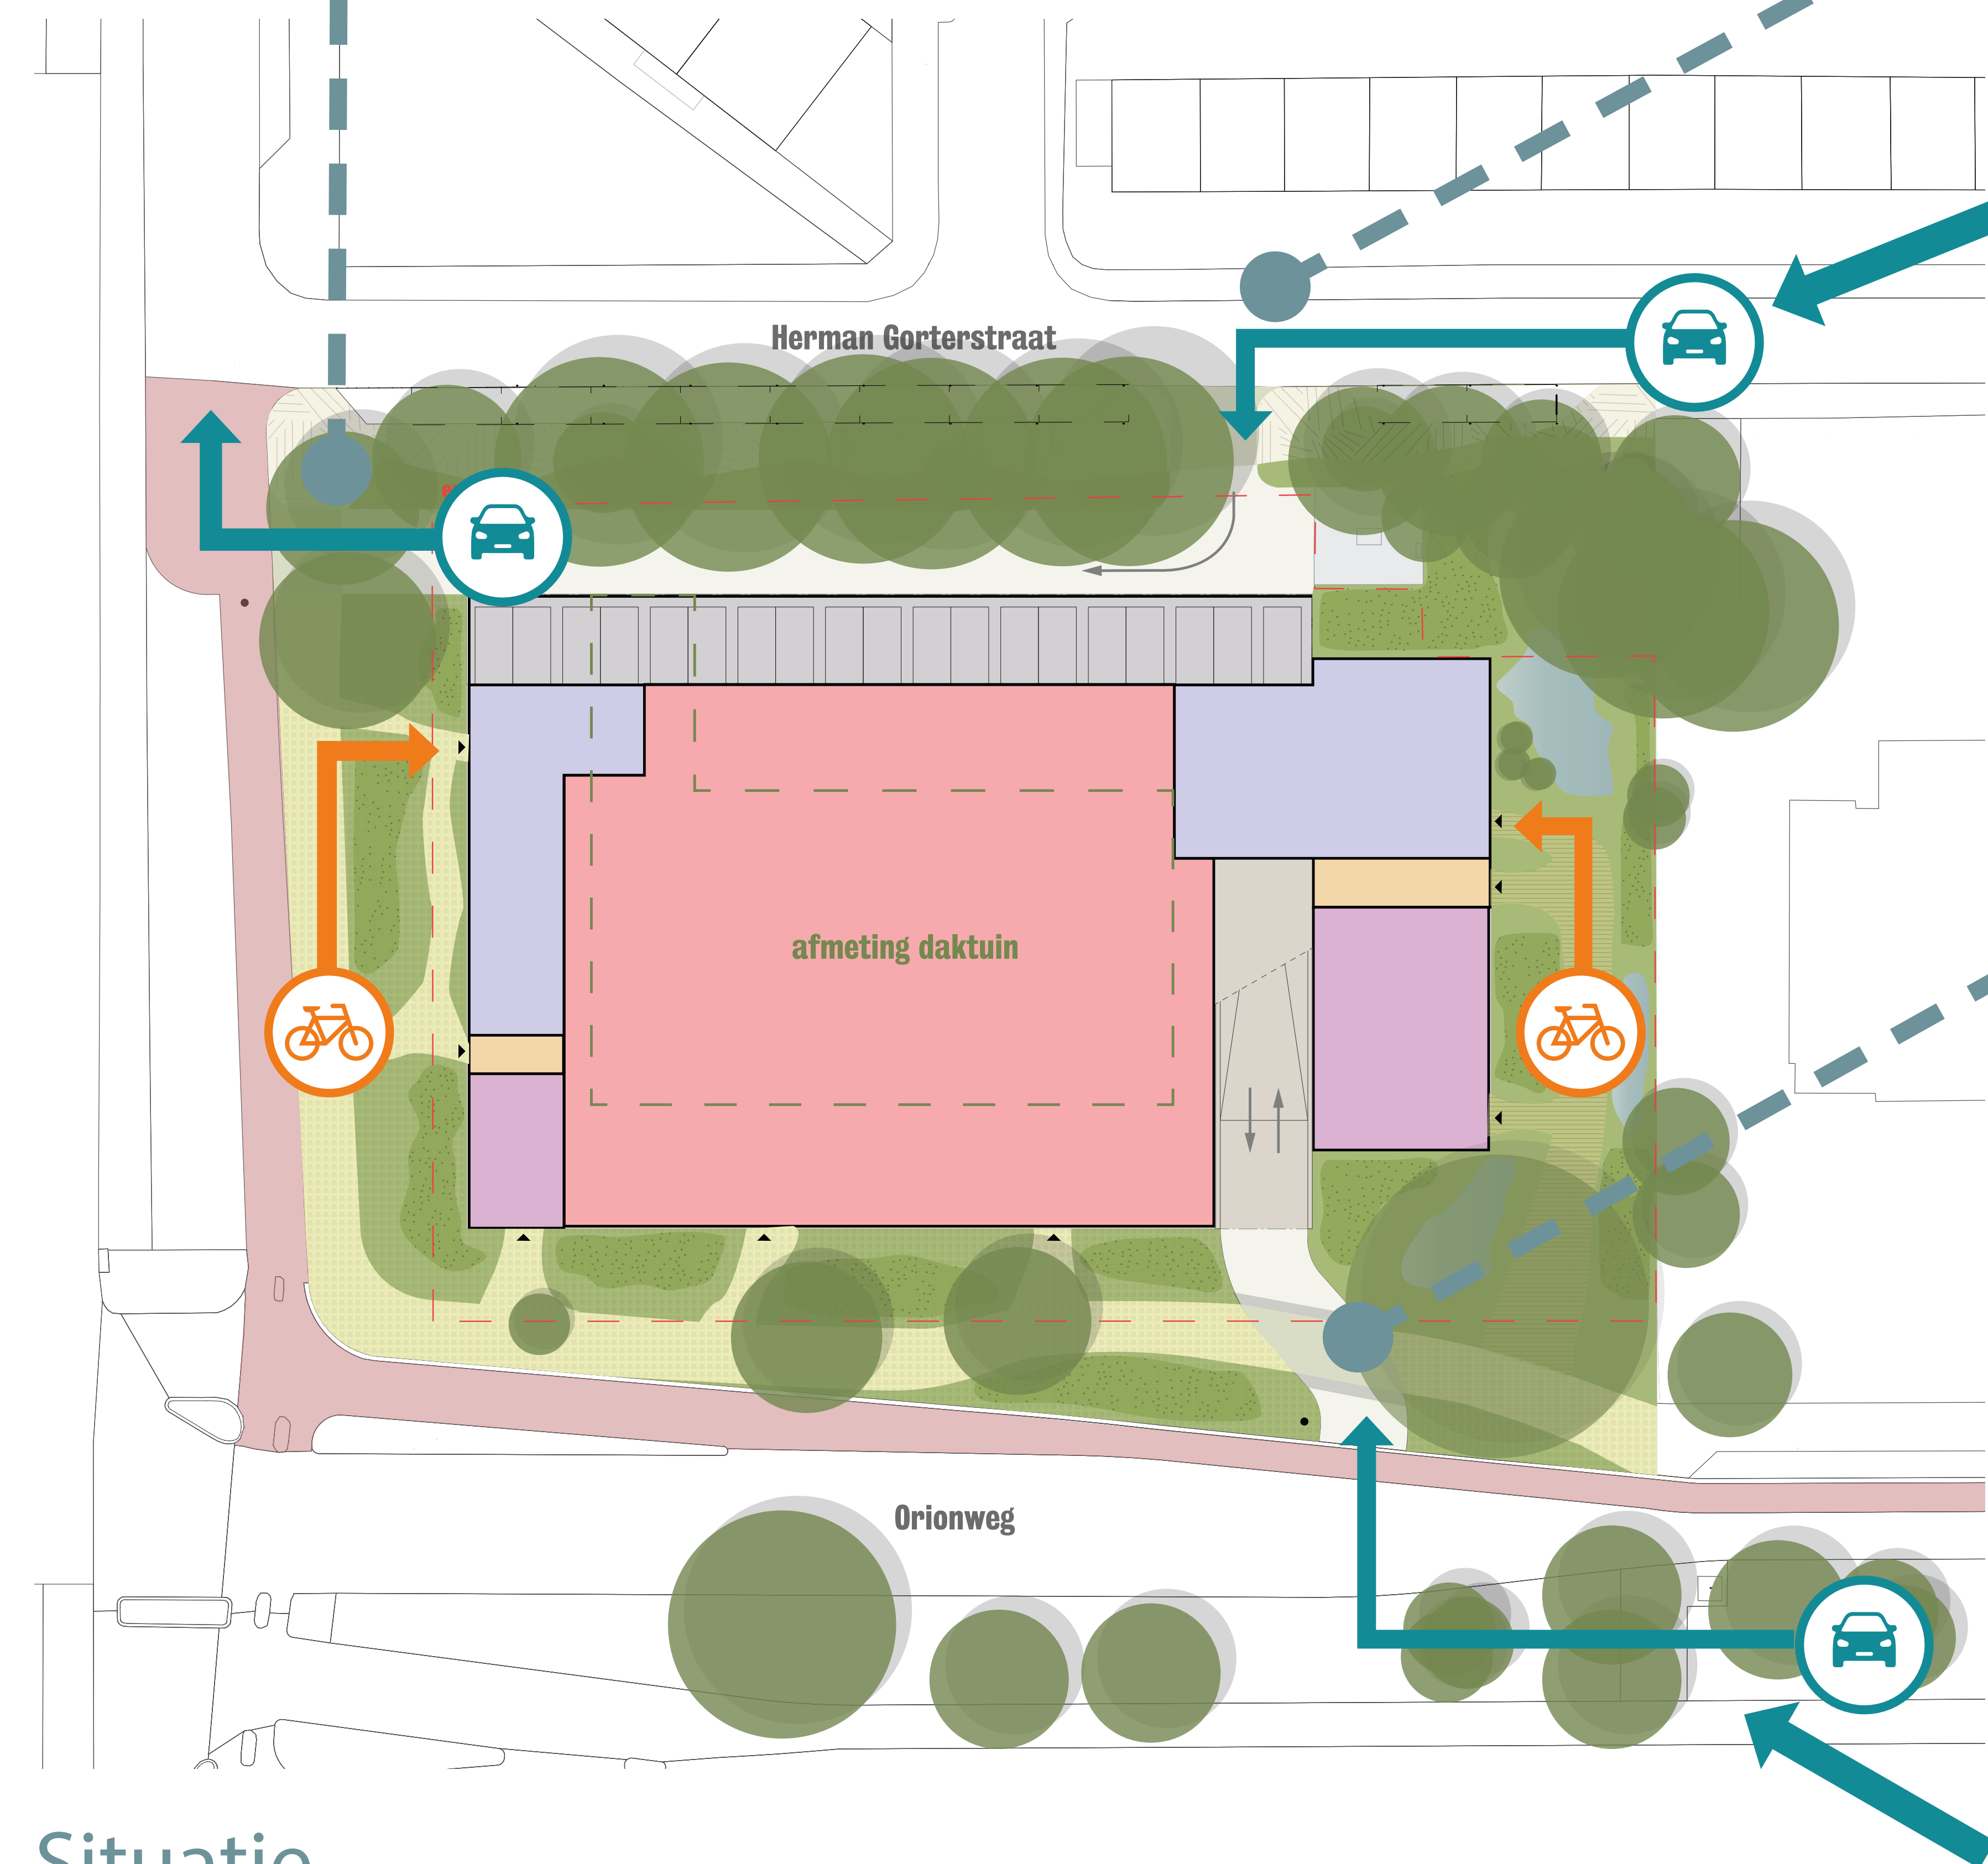 Herman Gorterstraat
afmeting daktuin
Orionweg
Situatie